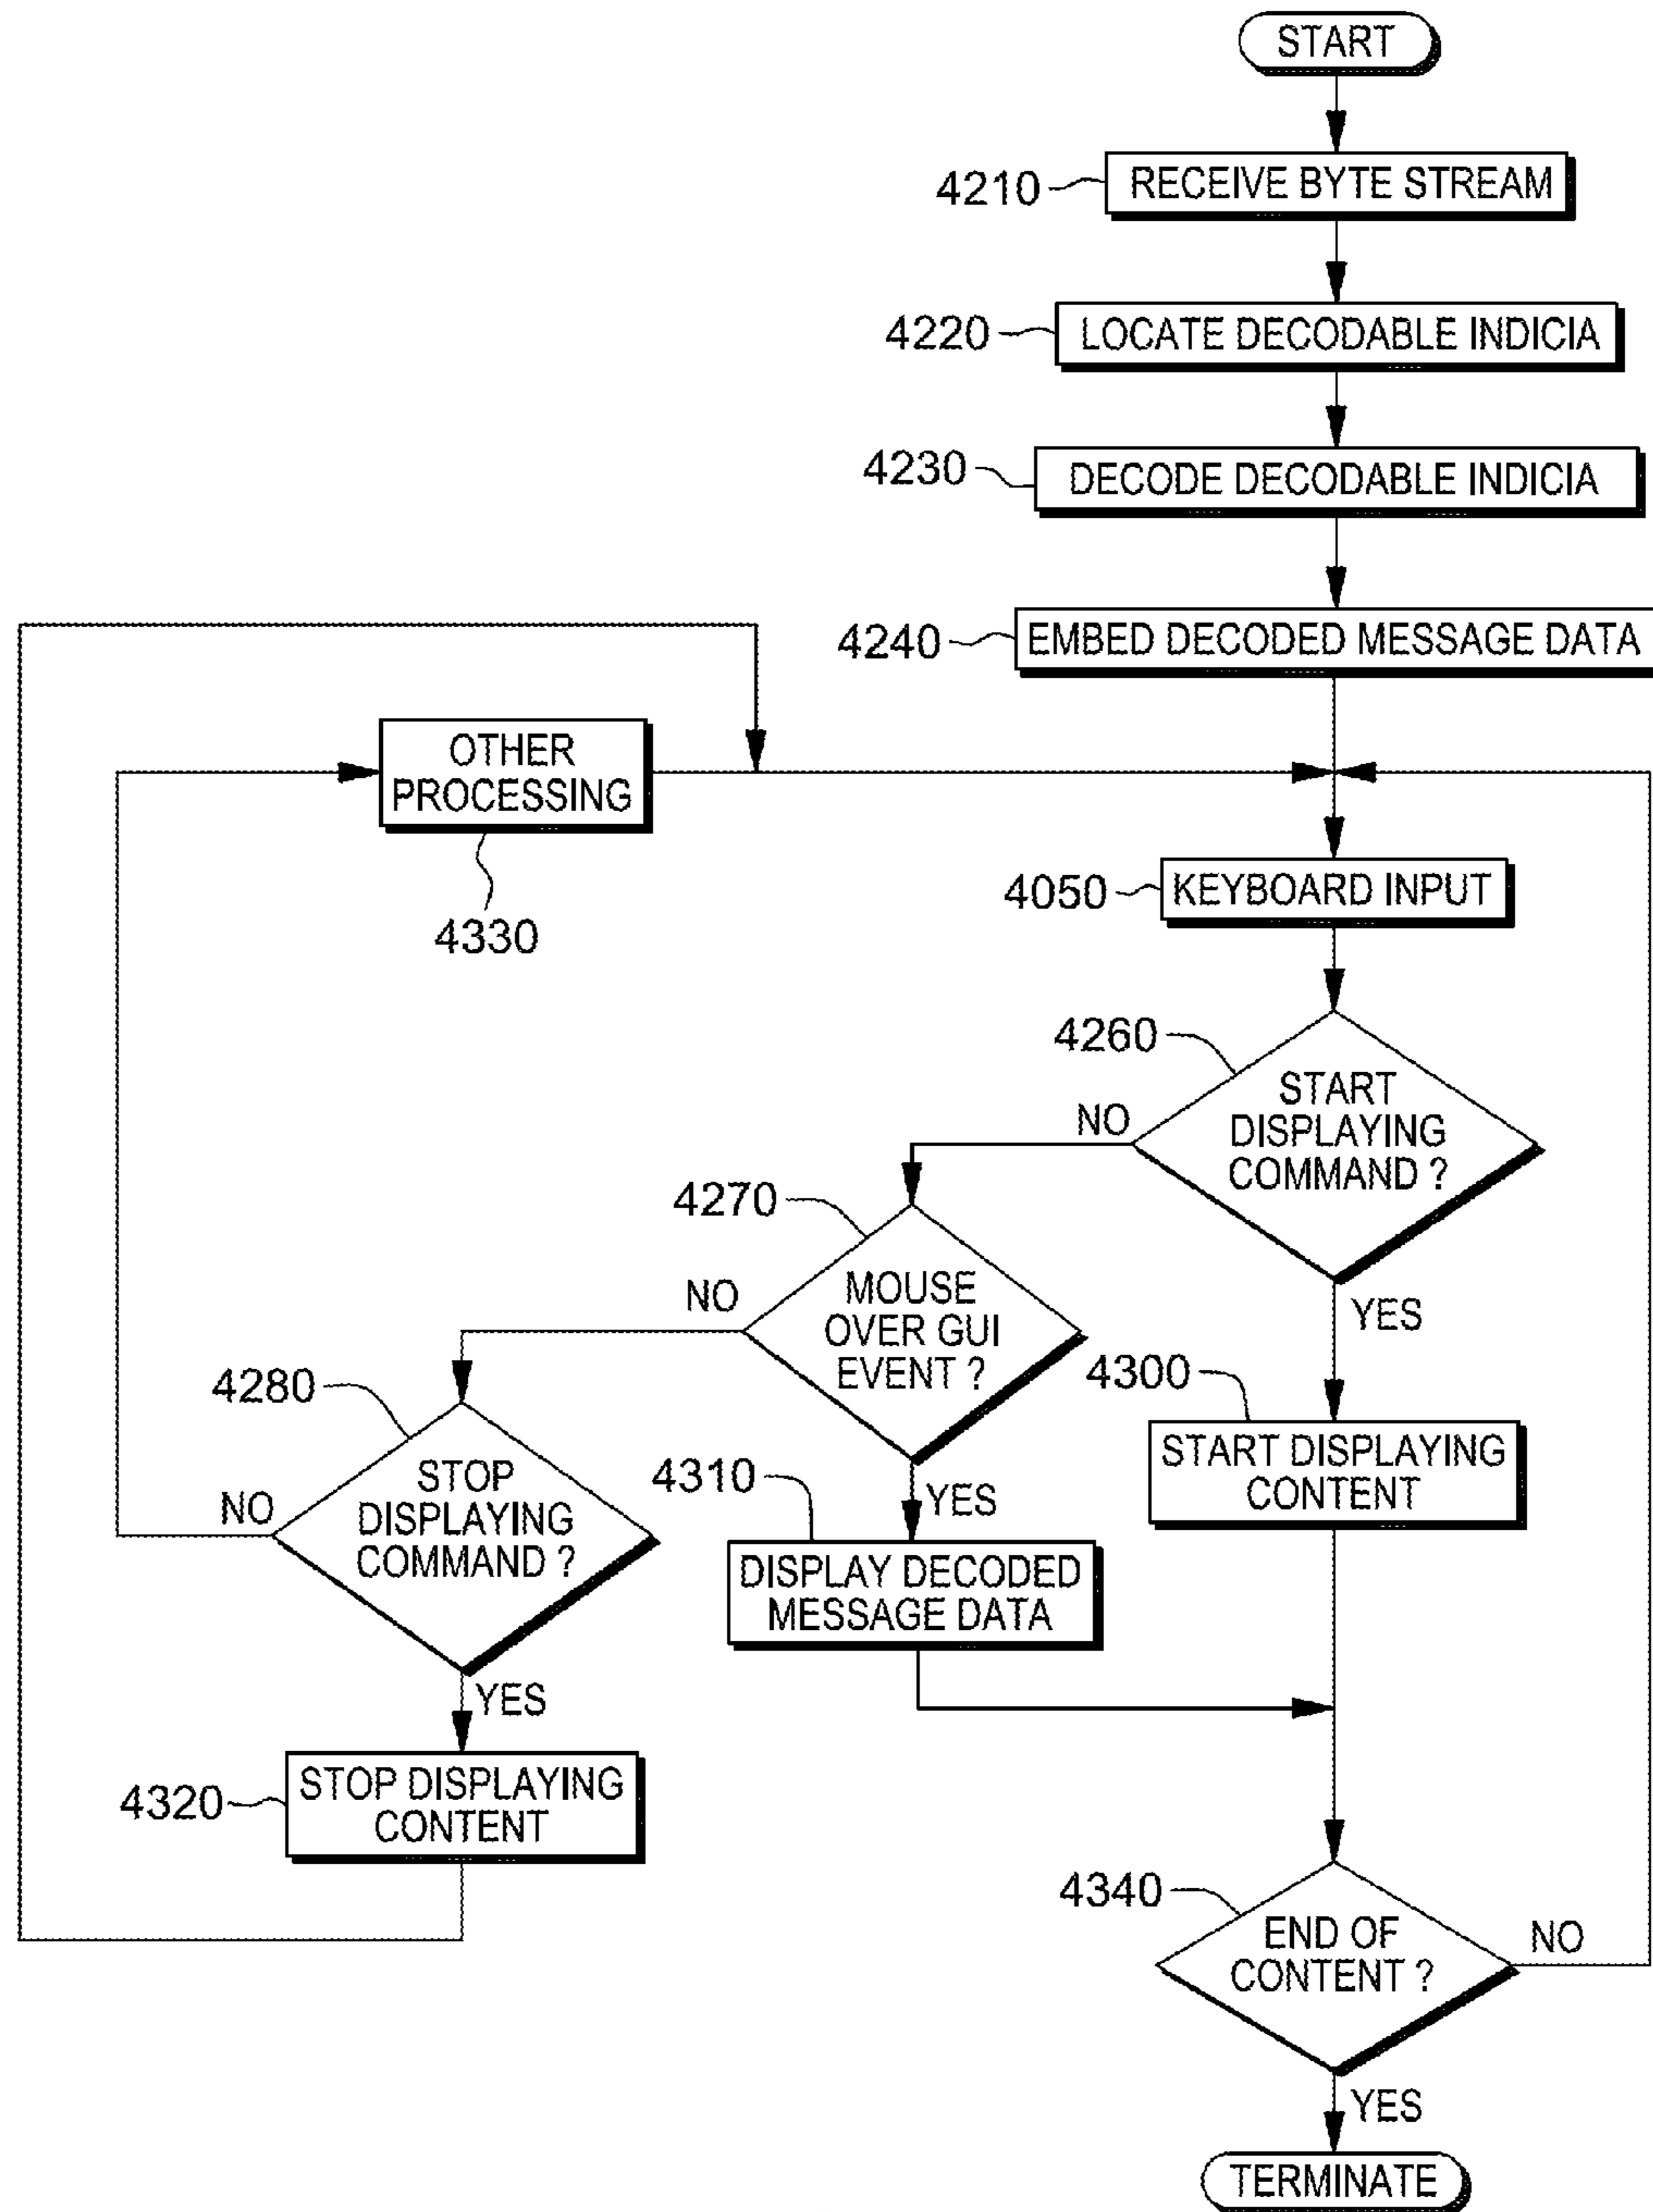 START
4210
RECEIVE BYTE STREAM
4220
LOCATE DECODABLE INDICIA
4230
DECODE DECODABLE INDICIA
4240
EMBED DECODED MESSAGE DATA
OTHER
PROCESSING
4330
4050
KEYBOARD INPUT
4260
START
DISPLAYING
COMMAND ?
NO
YES
4270
MOUSE
OVER GUI
EVENT ?
NO
YES
4280
STOP
DISPLAYING
COMMAND ?
NO
YES
4300
START DISPLAYING
CONTENT
4310
DISPLAY DECODED
MESSAGE DATA
4320
STOP DISPLAYING
CONTENT
4340
END OF
CONTENT ?
NO
YES
TERMINATE